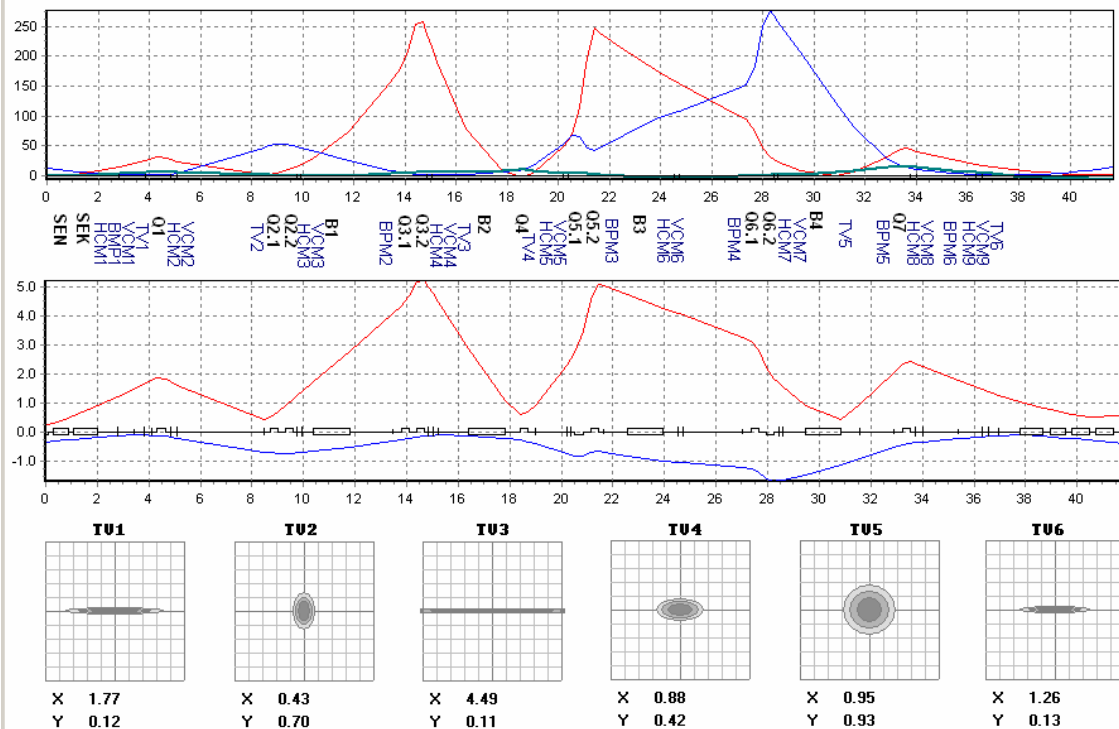 250
200
150
100
50
0
0 2 4 6 8 10 12 14 16 18 20 22 24 26 28 30 32 34 36 38 40
SEN SEK HCM1 BMP1 VCM1 TV1 Q1 HCM2 TV2 Q2.1 Q2.2 HCM3 VCM3 B1 BPM2 Q3.1 Q3.2 HCM4 VCM4 TV3 B2 Q4 TV4 HCM5 VCM5 Q5.1 Q5.2 BPM3 B3 HCM6 VCM6 BPM4 Q6.1 Q6.2 HCM7 VCM7 B4 TV5 BPM5 Q7 HCM8 VCM8 BPM6 HCM9 VCM9 TV6
5.0
4.0
3.0
2.0
1.0
0.0
-1.0
0 2 4 6 8 10 12 14 16 18 20 22 24 26 28 30 32 34 36 38 40
TV1 TV2 TV3 TV4 TV5 TV6
X 1.77 X 0.43 X 4.49 X 0.88 X 0.95 X 1.26
Y 0.12 Y 0.70 Y 0.11 Y 0.42 Y 0.93 Y 0.13